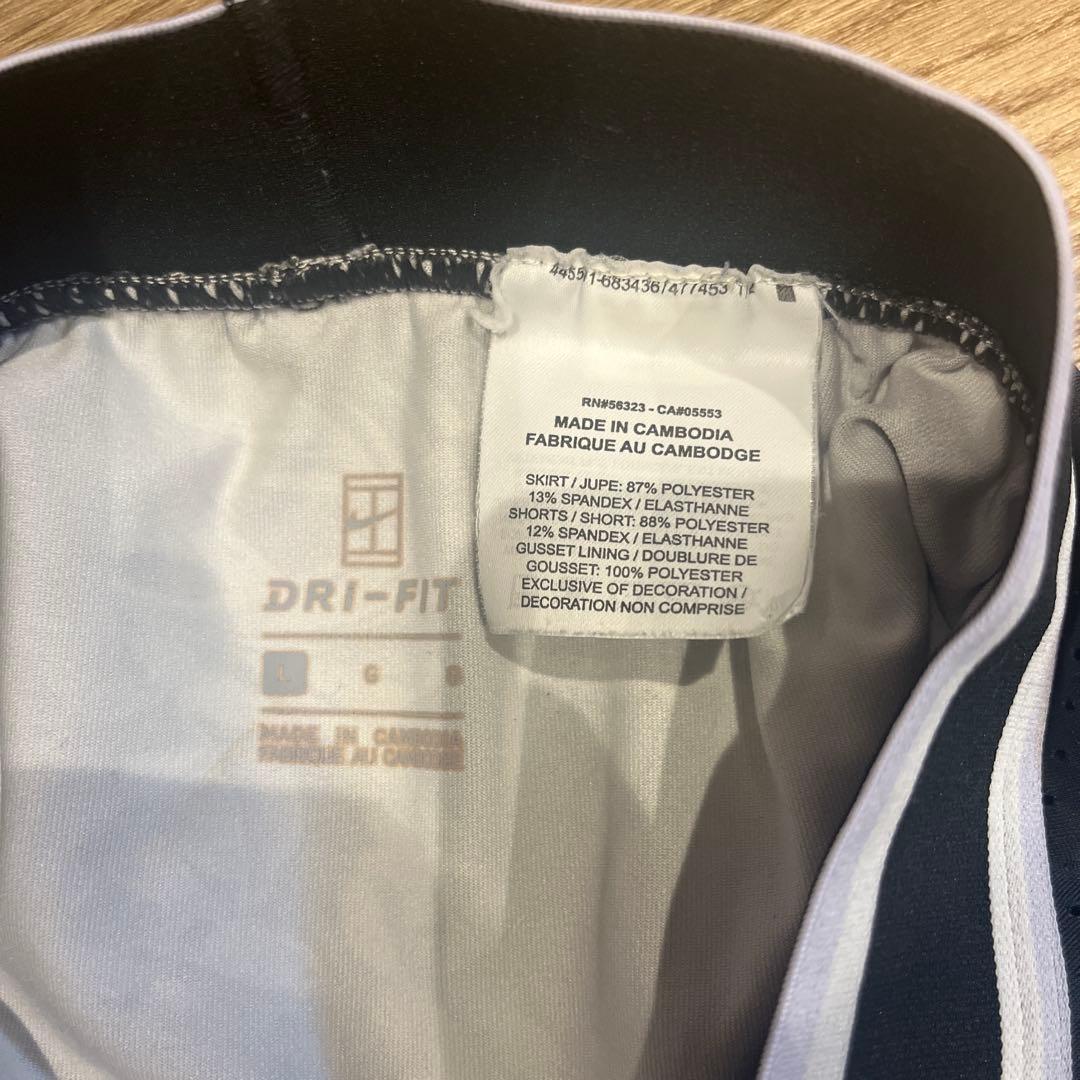 RN#56323 - CA#05553
MADE IN CAMBODIA
FABRIQUE AU CAMBODGE
SKIRT / JUPE: 87% POLYESTER
13% SPANDEX / ELASTHANNE
SHORTS / SHORT: 88% POLYESTER
12% SPANDEX / ELASTHANNE
GUSSET LINING / DOUBLURE DE
GOUSSET: 100% POLYESTER
EXCLUSIVE OF DECORATION /
DECORATION NON COMPRISE
DRI-FIT
L G
MADE IN CAMBODIA
FABRIQUE AU CAMBODGE